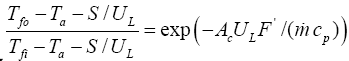 (T_fo − T_a − S/U_L) / (T_fi − T_a − S/U_L) = exp(−A_c U_L F' /(ṁ c_p))